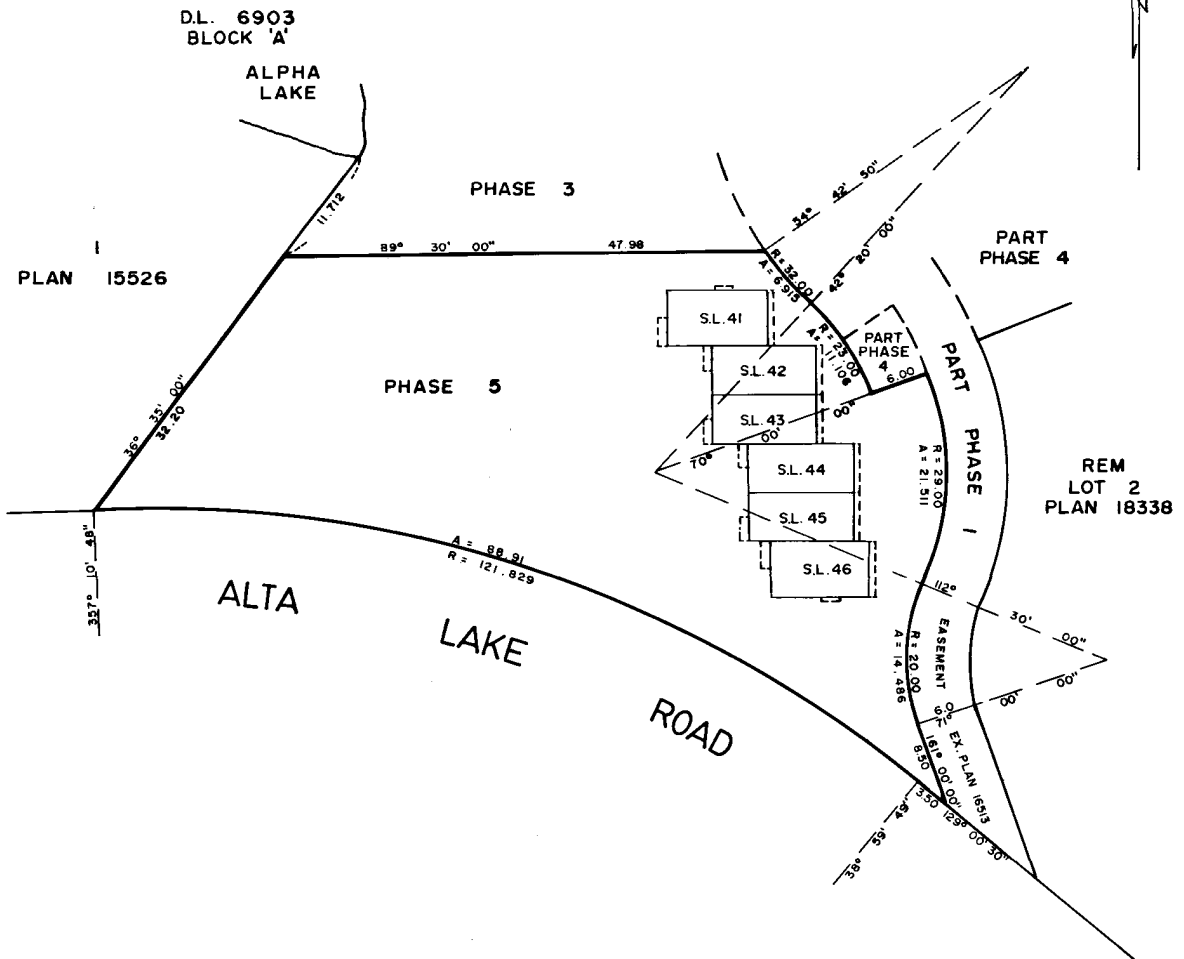 D.L. 6903
BLOCK 'A'
ALPHA
LAKE
11.712
PHASE 3
54° 42' 50"
42° 20' 00"
PART
PHASE 4
1
PLAN 15526
89° 30' 00" 47.98
R = 32.00
A = 6.915
S.L. 41
R = 23.00
A = 11.106
PART
PHASE
4
6.00
PART PHASE 1
PHASE 5
S.L. 42
36° 35' 00"
32.20
S.L. 43
70° 00' 00"
S.L. 44
R = 29.00
A = 21.511
REM
LOT 2
PLAN 18338
S.L. 45
S.L. 46
A = 88.91
R = 121.829
357° 10' 48"
ALTA
LAKE
ROAD
112° 30' 00"
EASEMENT
R = 20.00
A = 14.486
6.0
71° 00' 00"
EX. PLAN 16513
161° 00' 00"
8.50
3.50 129° 00' 30"
38° 59' 49"